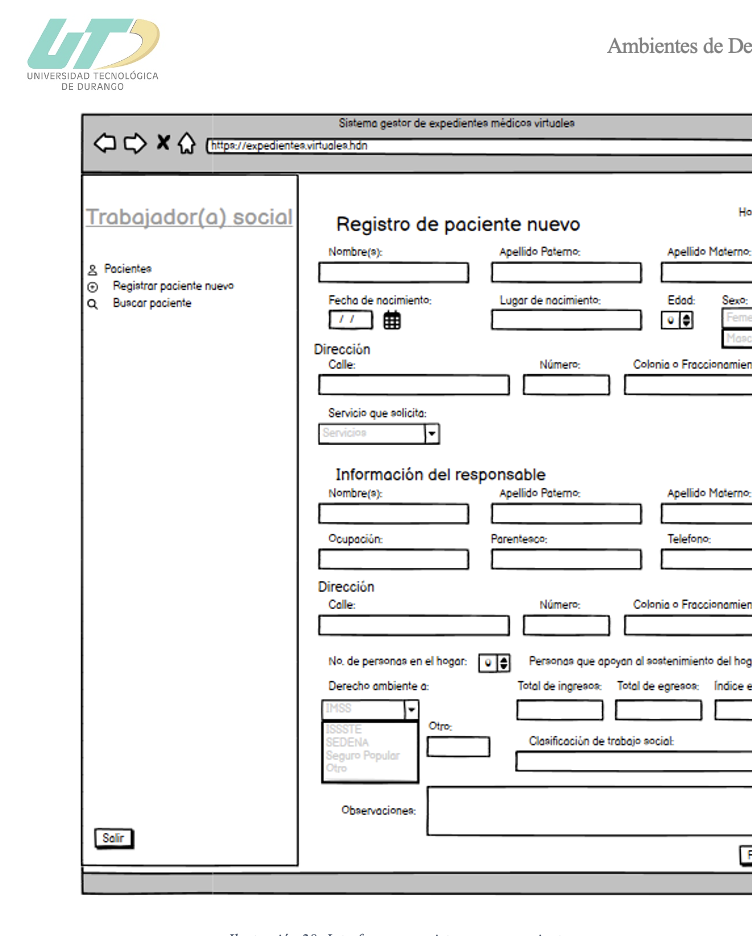 UNIVERSIDAD TECNOLÓGICA
DE DURANGO
Ambientes de De
Sistema gestor de expedientes médicos virtuales
https://expedientes.virtuales.hdn
Trabajador(a) social
Pacientes
Registrar paciente nuevo
Buscar paciente
Salir
Ho
Registro de paciente nuevo
Nombre(s): Apellido Paterno: Apellido Materno:
Fecha de nacimiento: Lugar de nacimiento: Edad: Sexo:
/ / 0 Feme
Masc
Dirección
Calle: Número: Colonia o Fraccionamien
Servicio que solicita:
Servicios
Información del responsable
Nombre(s): Apellido Paterno: Apellido Materno:
Ocupación: Parentesco: Telefono:
Dirección
Calle: Número: Colonia o Fraccionamien
No. de personas en el hogar: 0 Personas que apoyan al sostenimiento del hog
Derecho ambiente a: Total de ingresos: Total de egresos: Índice e
IMSS
ISSSTE
SEDENA
Seguro Popular
Otro
Otro:
Clasificación de trabajo social:
Observaciones: